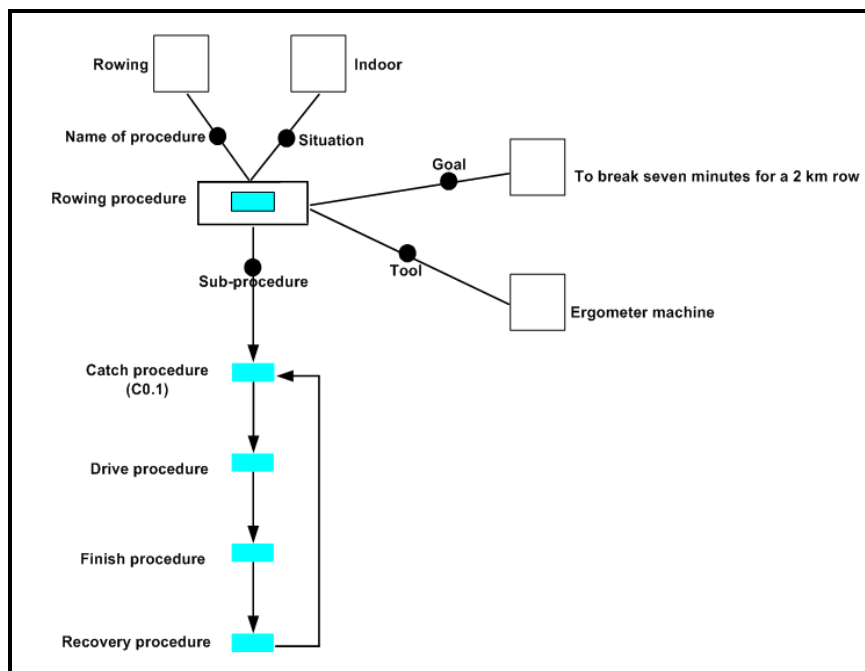 Rowing
Indoor
Name of procedure
Situation
Goal
To break seven minutes for a 2 km row
Rowing procedure
Tool
Sub-procedure
Ergometer machine
Catch procedure
(C0.1)
Drive procedure
Finish procedure
Recovery procedure